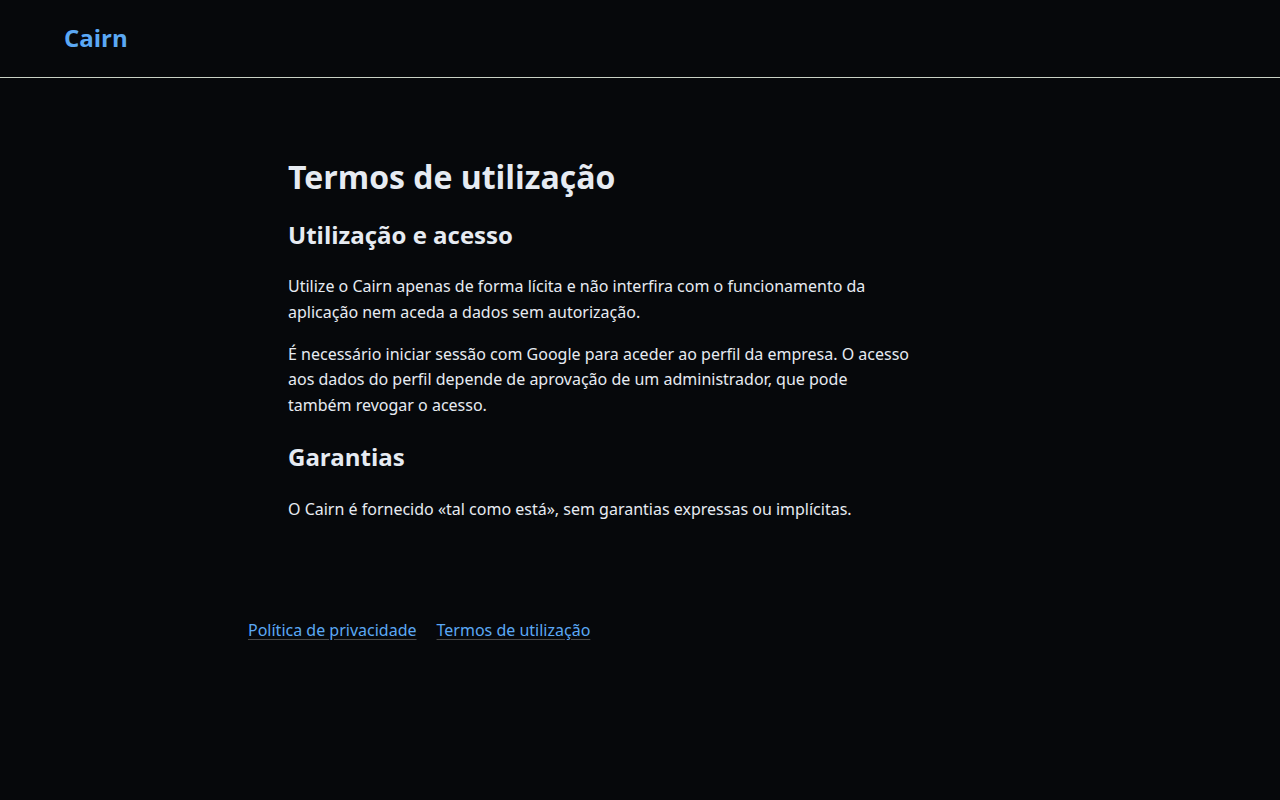 Cairn
Termos de utilização
Utilização e acesso
Utilize o Cairn apenas de forma lícita e não interfira com o funcionamento da
aplicação nem aceda a dados sem autorização.
É necessário iniciar sessão com Google para aceder ao perfil da empresa. O acesso
aos dados do perfil depende de aprovação de um administrador, que pode
também revogar o acesso.
Garantias
O Cairn é fornecido «tal como está», sem garantias expressas ou implícitas.
Política de privacidade Termos de utilização